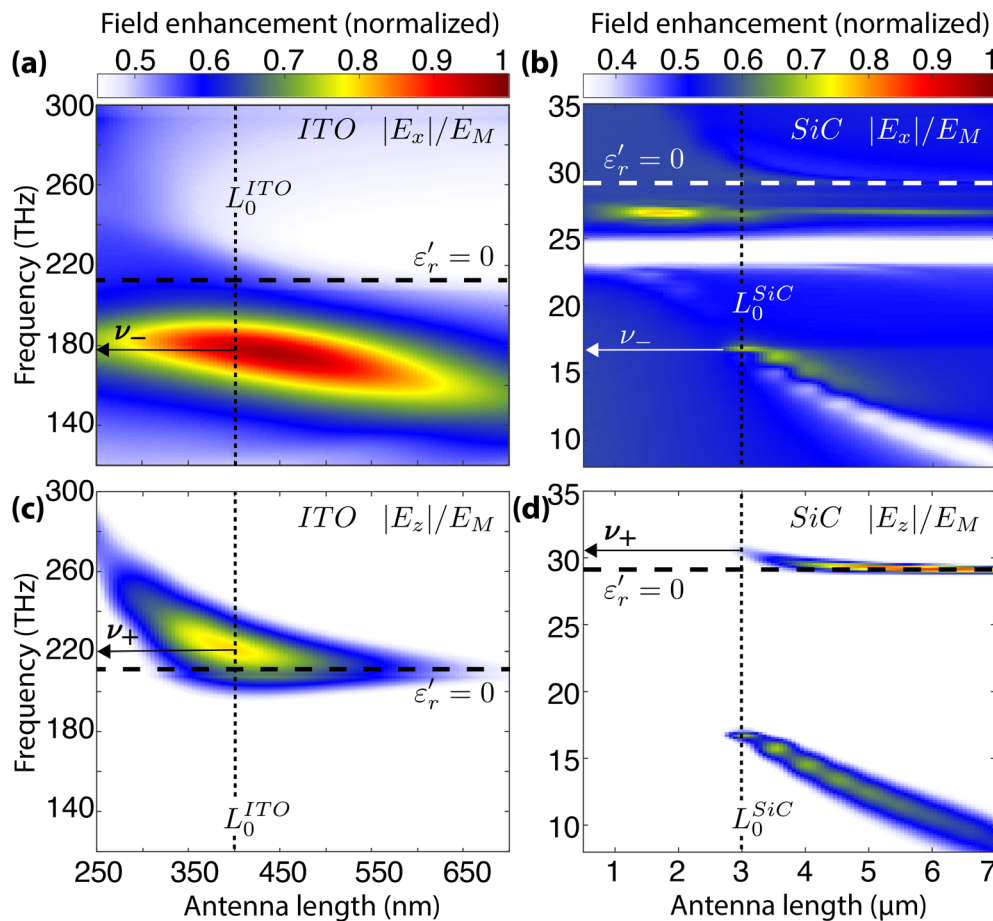 Field enhancement (normalized)
0.5 0.6 0.7 0.8 0.9 1
(a)
ITO |E_x|/E_M
L_0^{ITO}
ε'_r = 0
ν_−
Frequency (THz)
300
260
220
180
140
Field enhancement (normalized)
0.4 0.5 0.6 0.7 0.8 0.9 1
(b)
SiC |E_x|/E_M
ε'_r = 0
L_0^{SiC}
ν_−
35
30
25
20
15
10
(c)
ITO |E_z|/E_M
ν_+
ε'_r = 0
L_0^{ITO}
Frequency (THz)
300
260
220
180
140
250 350 450 550 650
Antenna length (nm)
(d)
SiC |E_z|/E_M
ν_+
ε'_r = 0
L_0^{SiC}
35
30
25
20
15
10
1 2 3 4 5 6 7
Antenna length (μm)